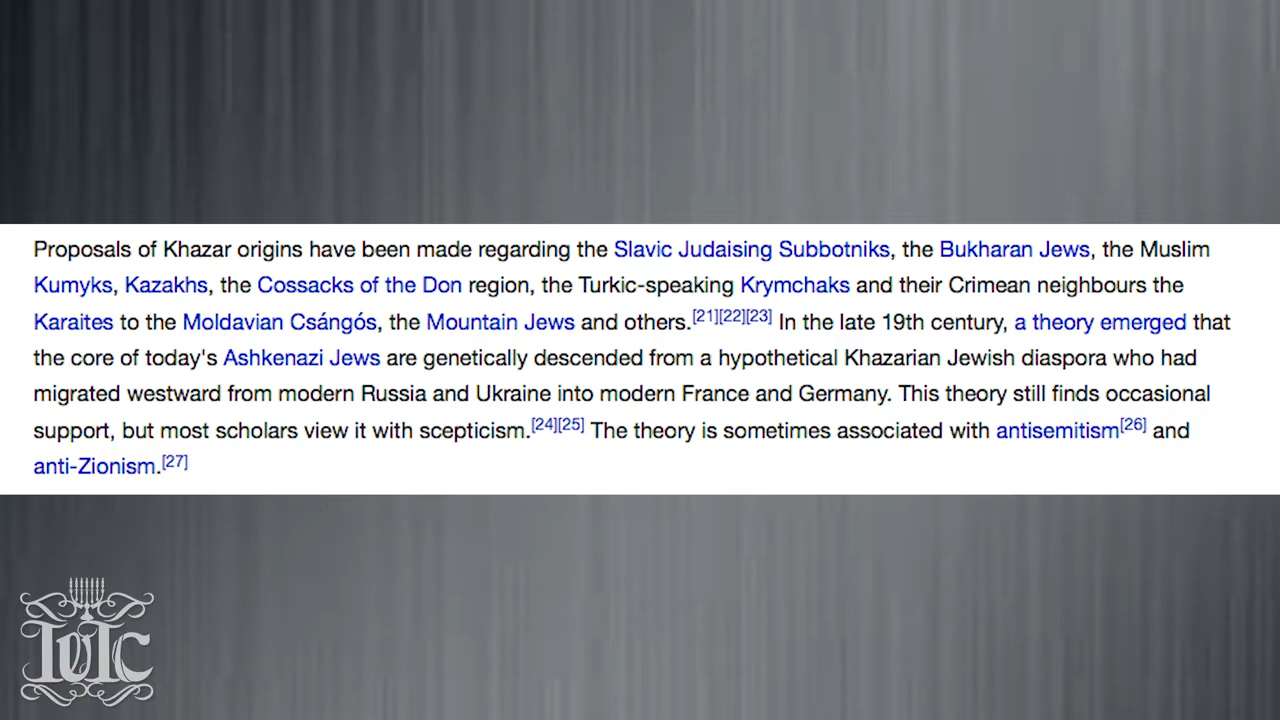 Proposals of Khazar origins have been made regarding the Slavic Judaising Subbotniks, the Bukharan Jews, the Muslim
Kumyks, Kazakhs, the Cossacks of the Don region, the Turkic-speaking Krymchaks and their Crimean neighbours the
Karaites to the Moldavian Csángós, the Mountain Jews and others.[21][22][23] In the late 19th century, a theory emerged that
the core of today's Ashkenazi Jews are genetically descended from a hypothetical Khazarian Jewish diaspora who had
migrated westward from modern Russia and Ukraine into modern France and Germany. This theory still finds occasional
support, but most scholars view it with scepticism.[24][25] The theory is sometimes associated with antisemitism[26] and
anti-Zionism.[27]
IUIC